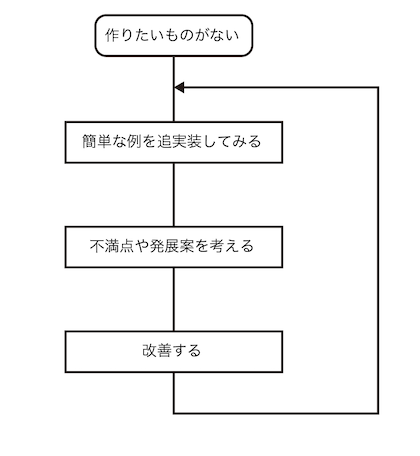 作りたいものがない
簡単な例を追実装してみる
不満点や発展案を考える
改善する